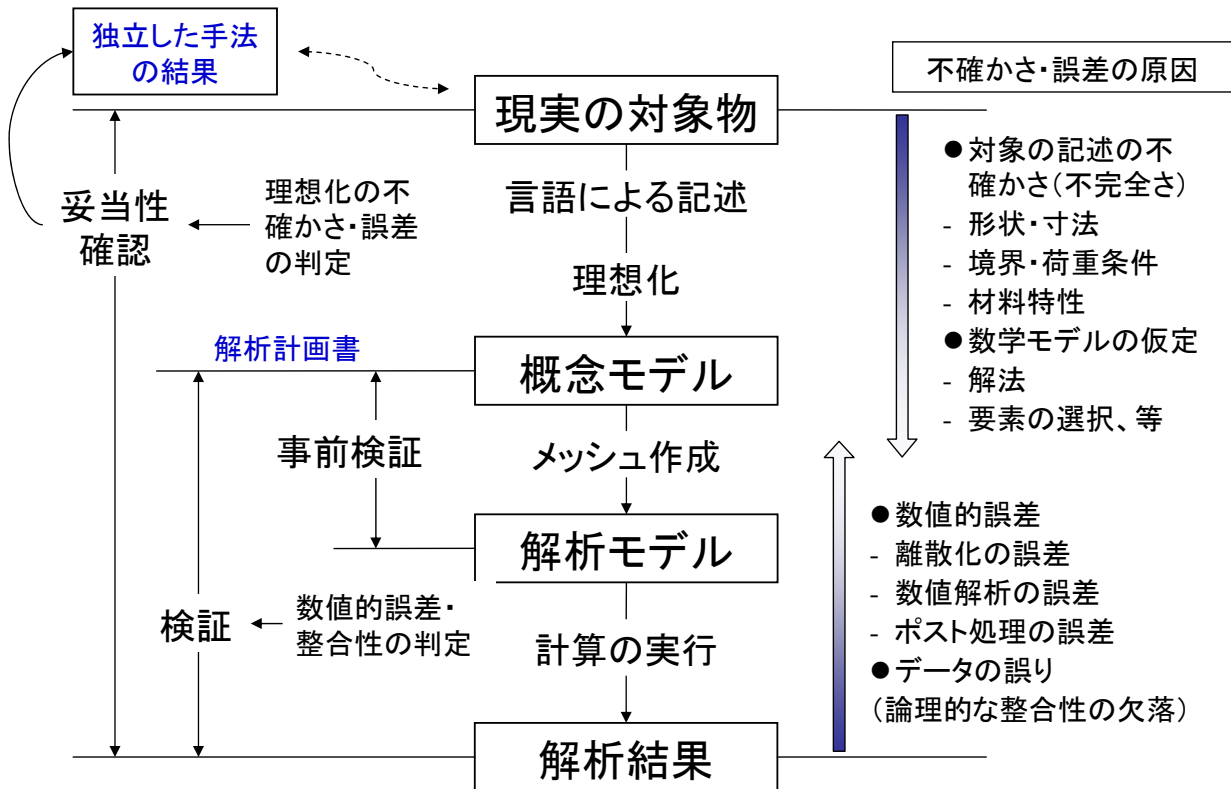 独立した手法
の結果
不確かさ・誤差の原因
現実の対象物
●対象の記述の不
確かさ（不完全さ）
- 形状・寸法
- 境界・荷重条件
- 材料特性
●数学モデルの仮定
- 解法
- 要素の選択、等
言語による記述
妥当性
確認
理想化の不
確かさ・誤差
の判定
理想化
解析計画書
概念モデル
事前検証
メッシュ作成
●数値的誤差
- 離散化の誤差
- 数値解析の誤差
- ポスト処理の誤差
●データの誤り
（論理的な整合性の欠落）
解析モデル
検証
数値的誤差・
整合性の判定
計算の実行
解析結果